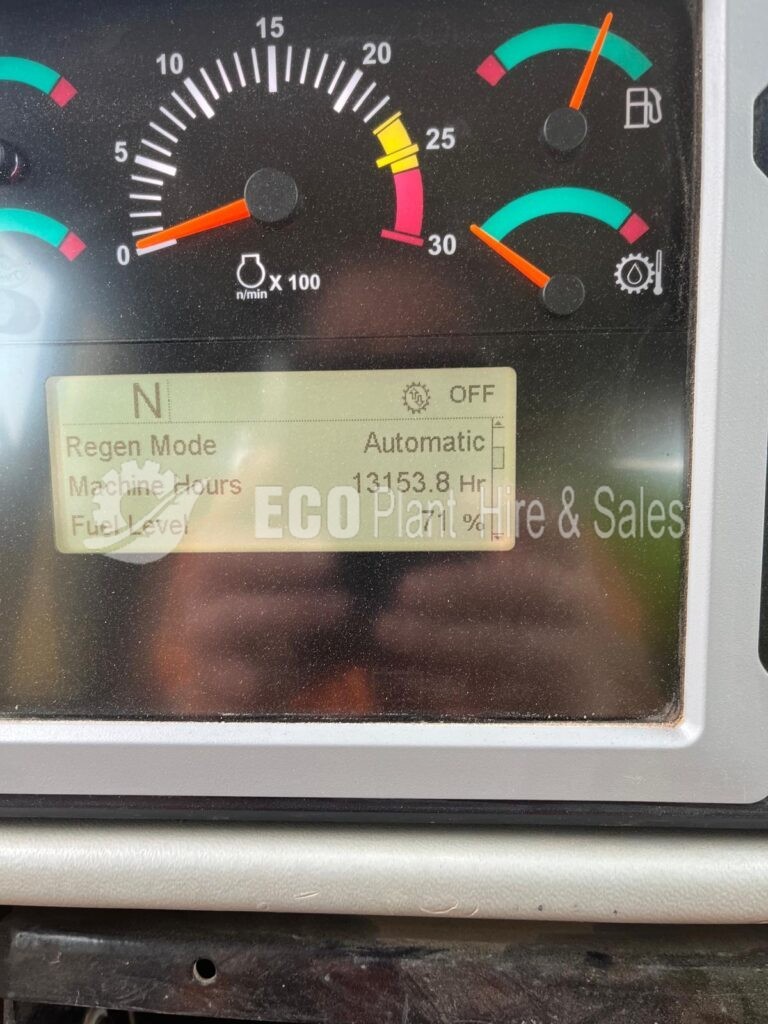 15
10
20
5
25
0
30
n/min X 100
N
OFF
Regen Mode Automatic
Machine Hours 13153.8 Hr
Fuel Level 71 %
ECO Plant Hire & Sales